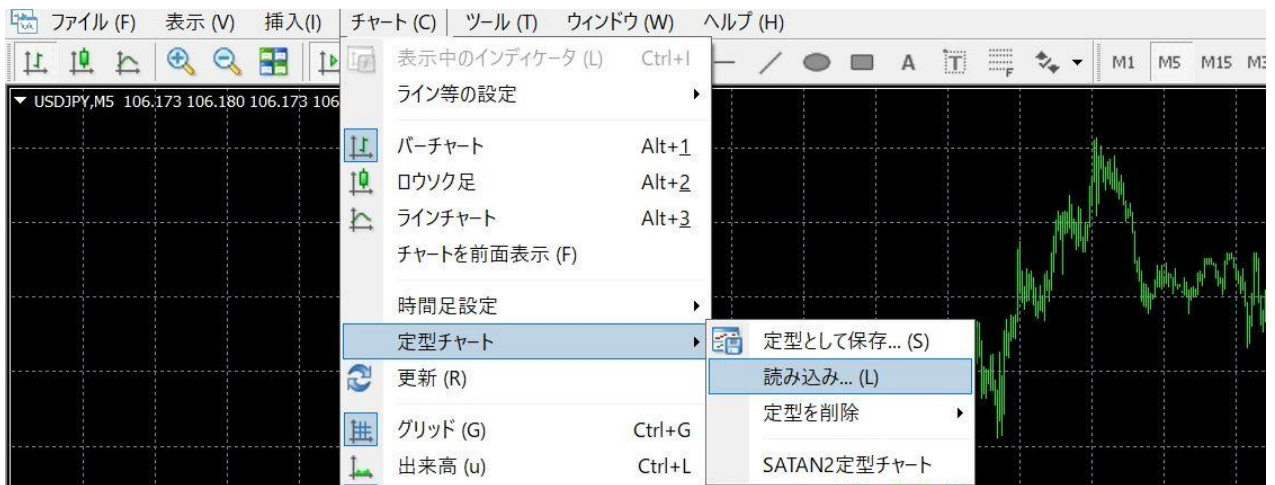 ファイル (F) 表示 (V) 挿入(I) チャート (C) ツール (T) ウィンドウ (W) ヘルプ (H)
A T F M1 M5 M15
USDJPY,M5 106.173 106.180 106.173 106
表示中のインディケータ (L) Ctrl+I
ライン等の設定
バーチャート Alt+1
ロウソク足 Alt+2
ラインチャート Alt+3
チャートを前面表示 (F)
時間足設定
定型チャート
更新 (R)
グリッド (G) Ctrl+G
出来高 (u) Ctrl+L
定型として保存... (S)
読み込み... (L)
定型を削除
SATAN2定型チャート